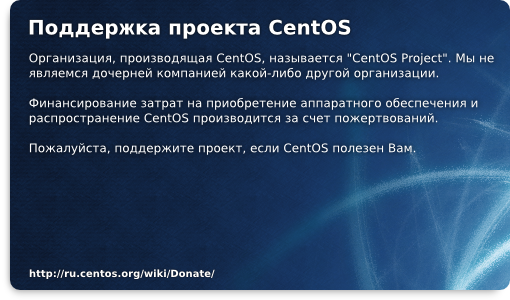 Поддержка проекта CentOS
Организация, производящая CentOS, называется "CentOS Project". Мы не
являемся дочерней компанией какой-либо другой организации.
Финансирование затрат на приобретение аппаратного обеспечения и
распространение CentOS производится за счет пожертвований.
Пожалуйста, поддержите проект, если CentOS полезен Вам.
http://ru.centos.org/wiki/Donate/